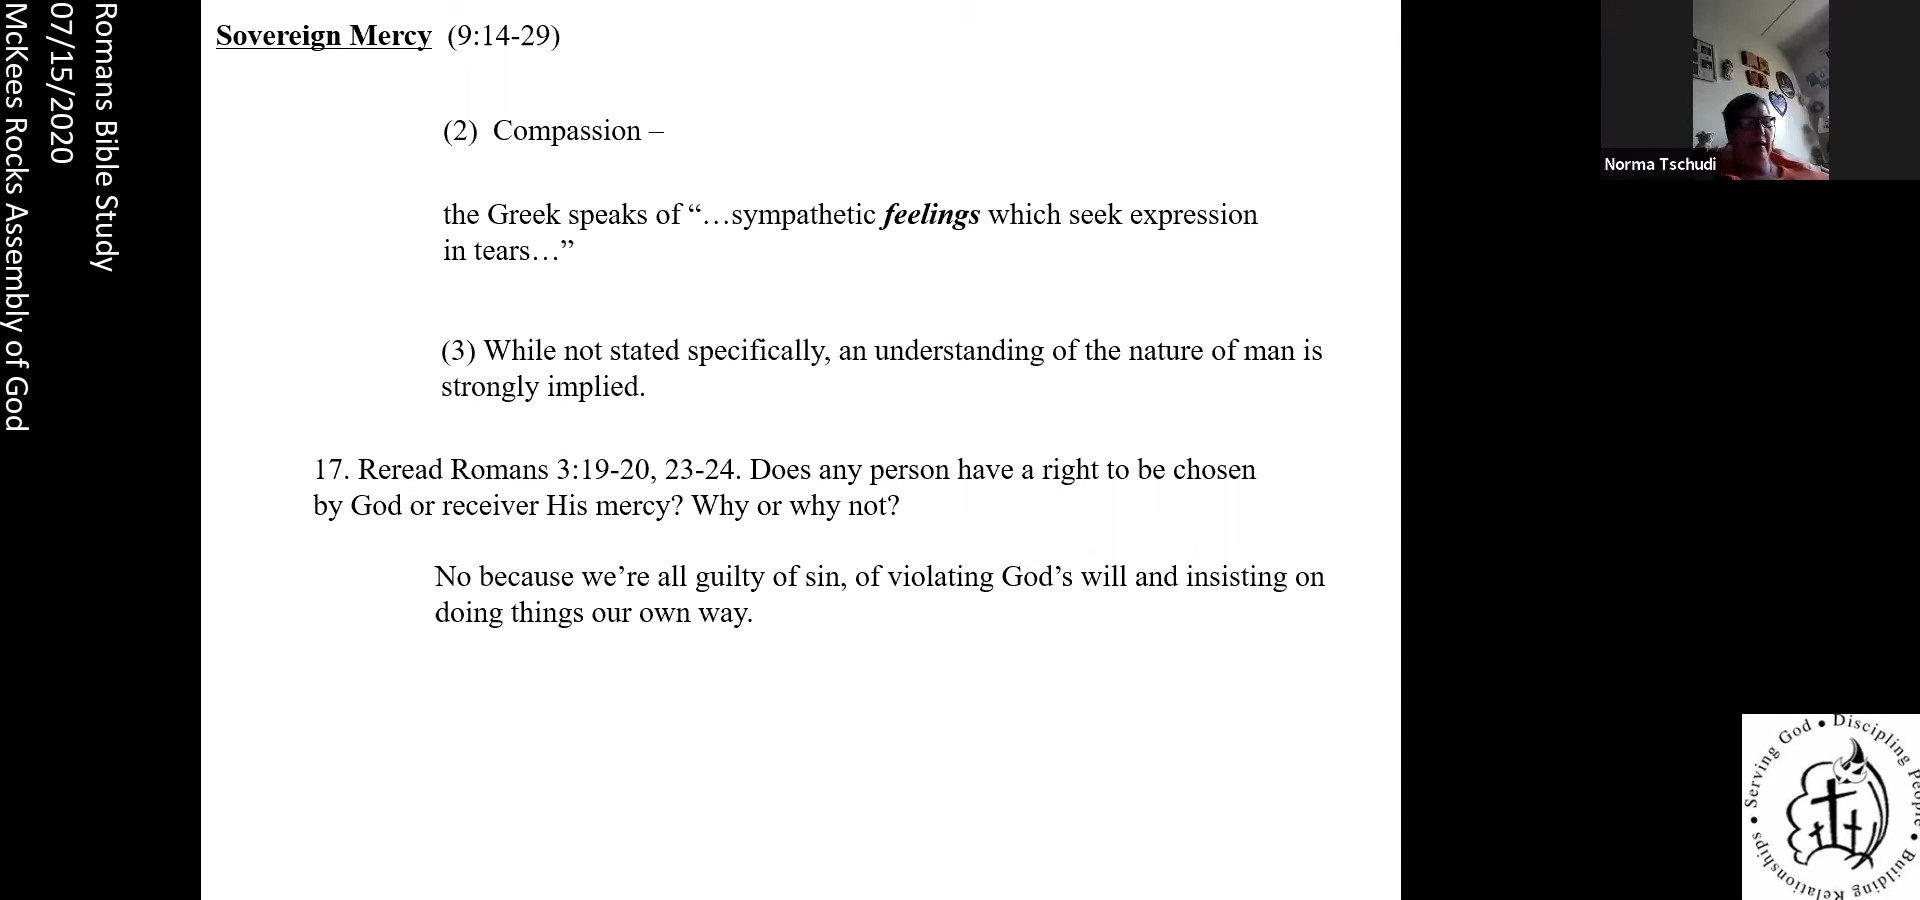 Romans Bible Study
07/15/2020
McKees Rocks Assembly of God
Sovereign Mercy (9:14-29)
(2) Compassion –
the Greek speaks of “…sympathetic feelings which seek expression
in tears…”
(3) While not stated specifically, an understanding of the nature of man is
strongly implied.
17. Reread Romans 3:19-20, 23-24. Does any person have a right to be chosen
by God or receiver His mercy? Why or why not?
No because we’re all guilty of sin, of violating God’s will and insisting on
doing things our own way.
Norma Tschudi
Serving God • Discipling People • Building Relationships •